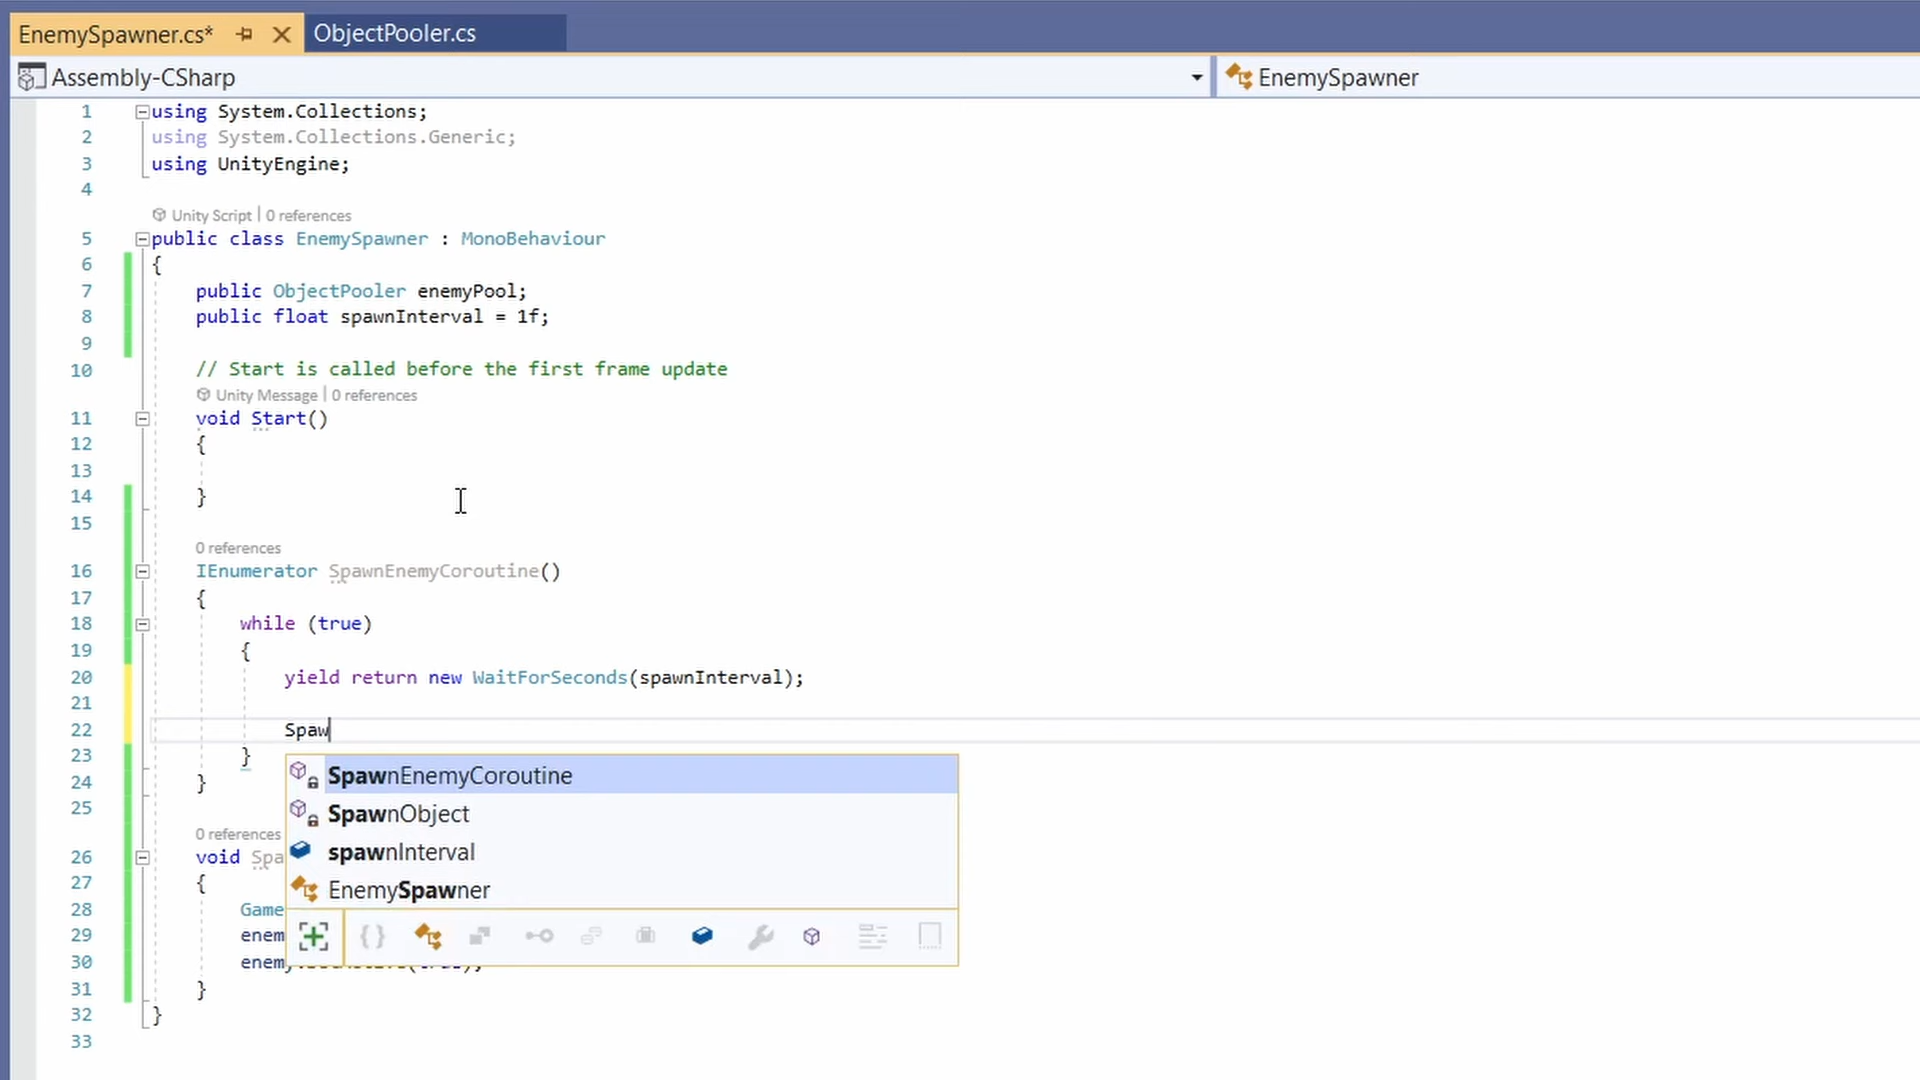 EnemySpawner.cs*
ObjectPooler.cs
Assembly-CSharp
EnemySpawner
1 using System.Collections;
2 using System.Collections.Generic;
3 using UnityEngine;
4
Unity Script | 0 references
5 public class EnemySpawner : MonoBehaviour
6 {
7 public ObjectPooler enemyPool;
8 public float spawnInterval = 1f;
9
10 // Start is called before the first frame update
Unity Message | 0 references
11 void Start()
12 {
13
14 }
15
0 references
16 IEnumerator SpawnEnemyCoroutine()
17 {
18 while (true)
19 {
20 yield return new WaitForSeconds(spawnInterval);
21
22 Spaw
23 }
24 }
25
SpawnEnemyCoroutine
SpawnObject
spawnInterval
EnemySpawner
0 references
26 void Spa
27 {
28 Game
29 enem
30 enem
31 }
32 }
33